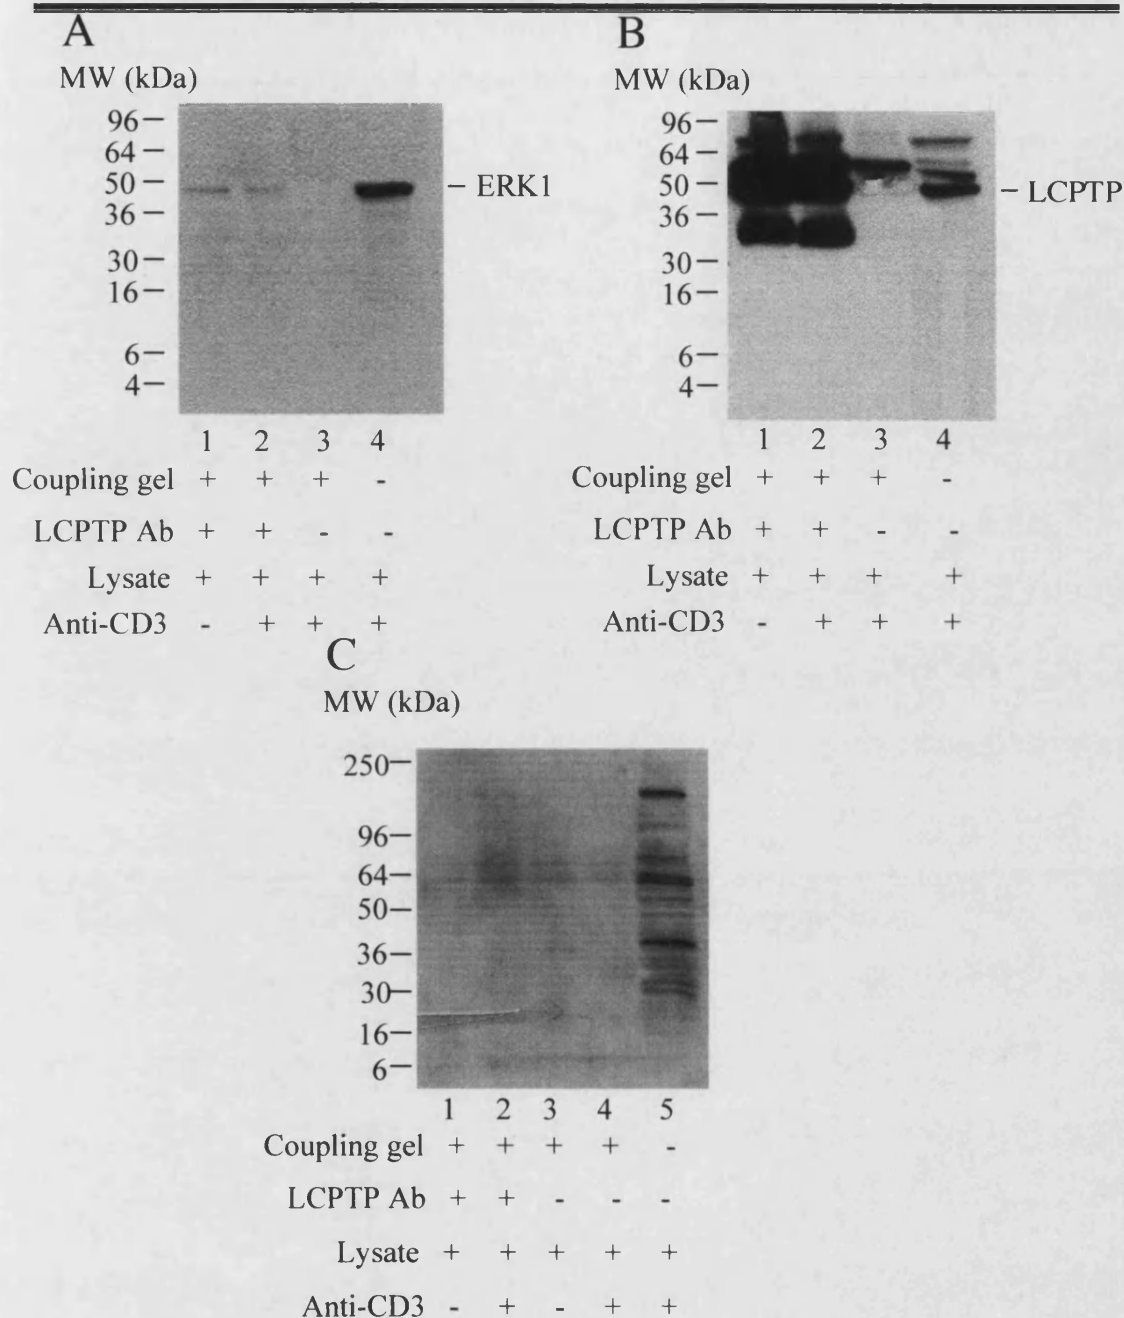 A
MW (kDa)
96
64
50
36
30
16
6
4
ERK1
1 2 3 4
Coupling gel + + + -
LCPTP Ab + + - -
Lysate + + + +
Anti-CD3 - + + +
B
MW (kDa)
96
64
50
36
30
16
6
4
LCPTP
1 2 3 4
Coupling gel + + + -
LCPTP Ab + + - -
Lysate + + + +
Anti-CD3 - + + +
C
MW (kDa)
250
96
64
50
36
30
16
6
1 2 3 4 5
Coupling gel + + + + -
LCPTP Ab + + - - -
Lysate + + + + +
Anti-CD3 - + - + +